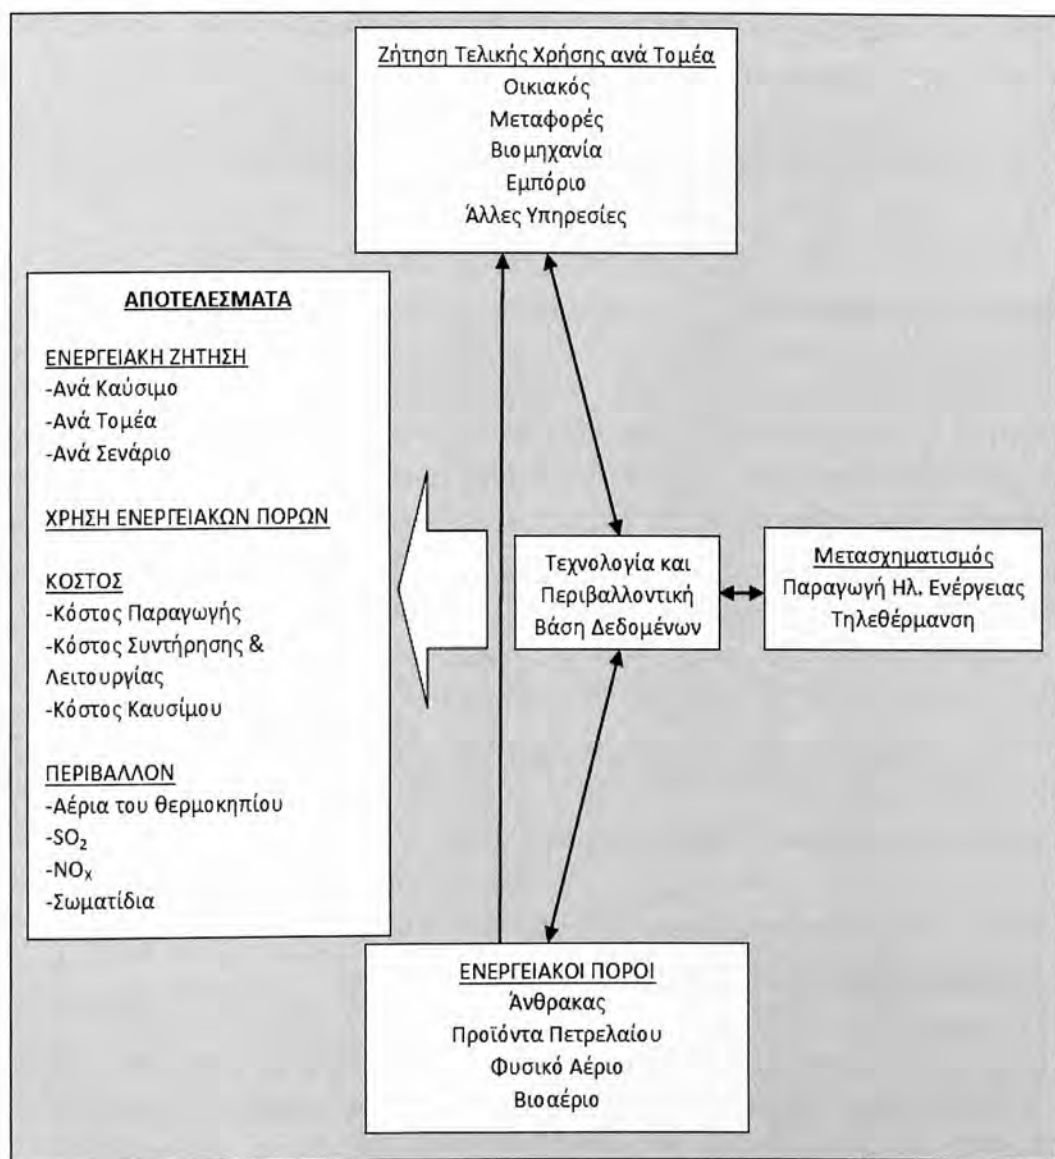 Ζήτηση Τελικής Χρήσης ανά Τομέα
Οικιακός
Μεταφορές
Βιομηχανία
Εμπόριο
Άλλες Υπηρεσίες
ΑΠΟΤΕΛΕΣΜΑΤΑ
ΕΝΕΡΓΕΙΑΚΗ ΖΗΤΗΣΗ
-Ανά Καύσιμο
-Ανά Τομέα
-Ανά Σενάριο
ΧΡΗΣΗ ΕΝΕΡΓΕΙΑΚΩΝ ΠΟΡΩΝ
ΚΟΣΤΟΣ
-Κόστος Παραγωγής
-Κόστος Συντήρησης &
Λειτουργίας
-Κόστος Καυσίμου
ΠΕΡΙΒΑΛΛΟΝ
-Αέρια του θερμοκηπίου
-SO₂
-NOₓ
-Σωματίδια
Τεχνολογία και
Περιβαλλοντική
Βάση Δεδομένων
Μετασχηματισμός
Παραγωγή Ηλ. Ενέργειας
Τηλεθέρμανση
ΕΝΕΡΓΕΙΑΚΟΙ ΠΟΡΟΙ
Άνθρακας
Προϊόντα Πετρελαίου
Φυσικό Αέριο
Βιοαέριο